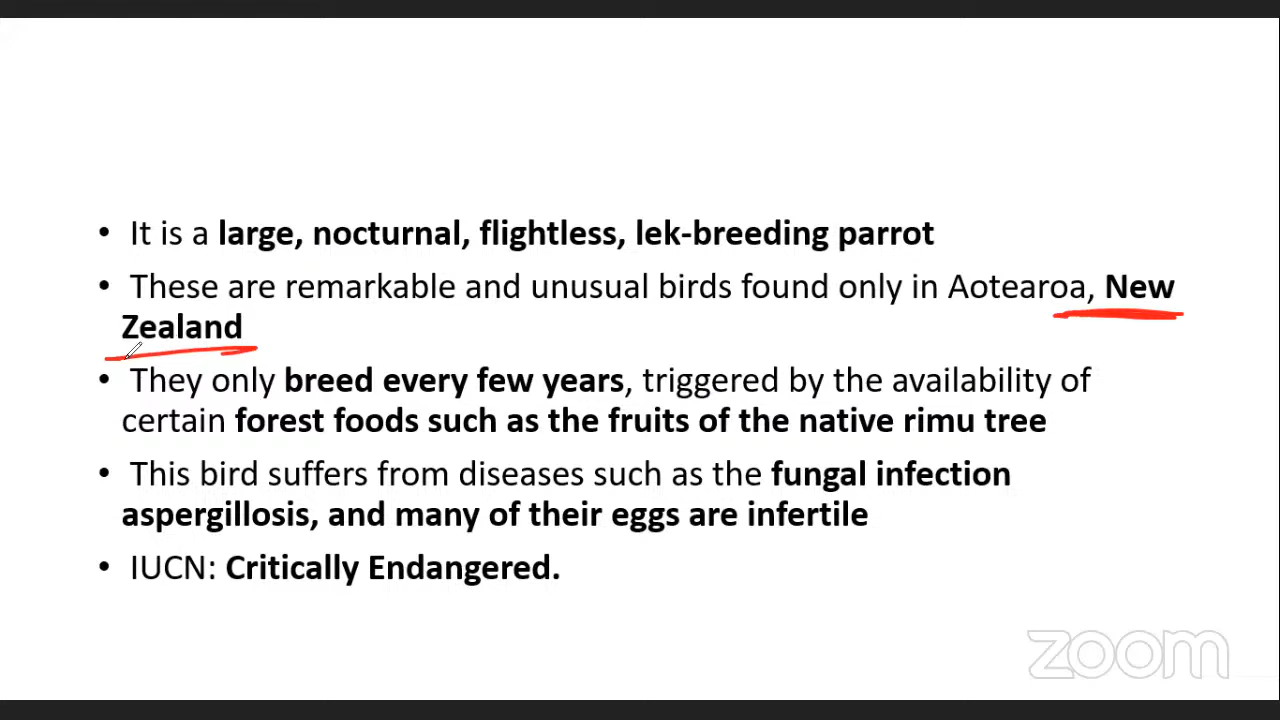 • It is a large, nocturnal, flightless, lek-breeding parrot
• These are remarkable and unusual birds found only in Aotearoa, New
Zealand
• They only breed every few years, triggered by the availability of
certain forest foods such as the fruits of the native rimu tree
• This bird suffers from diseases such as the fungal infection
aspergillosis, and many of their eggs are infertile
• IUCN: Critically Endangered.
zoom